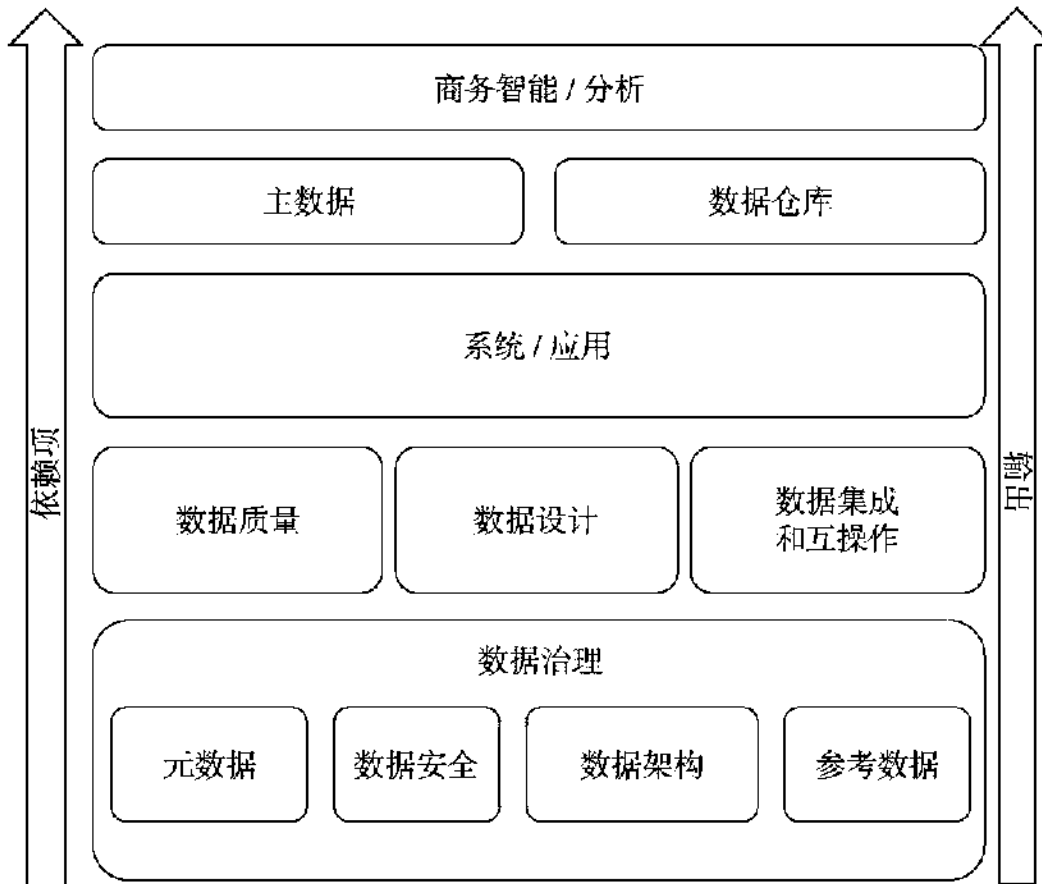 商务智能 / 分析
主数据
数据仓库
系统 / 应用
依赖项
输出
数据质量
数据设计
数据集成
和互操作
数据治理
元数据
数据安全
数据架构
参考数据